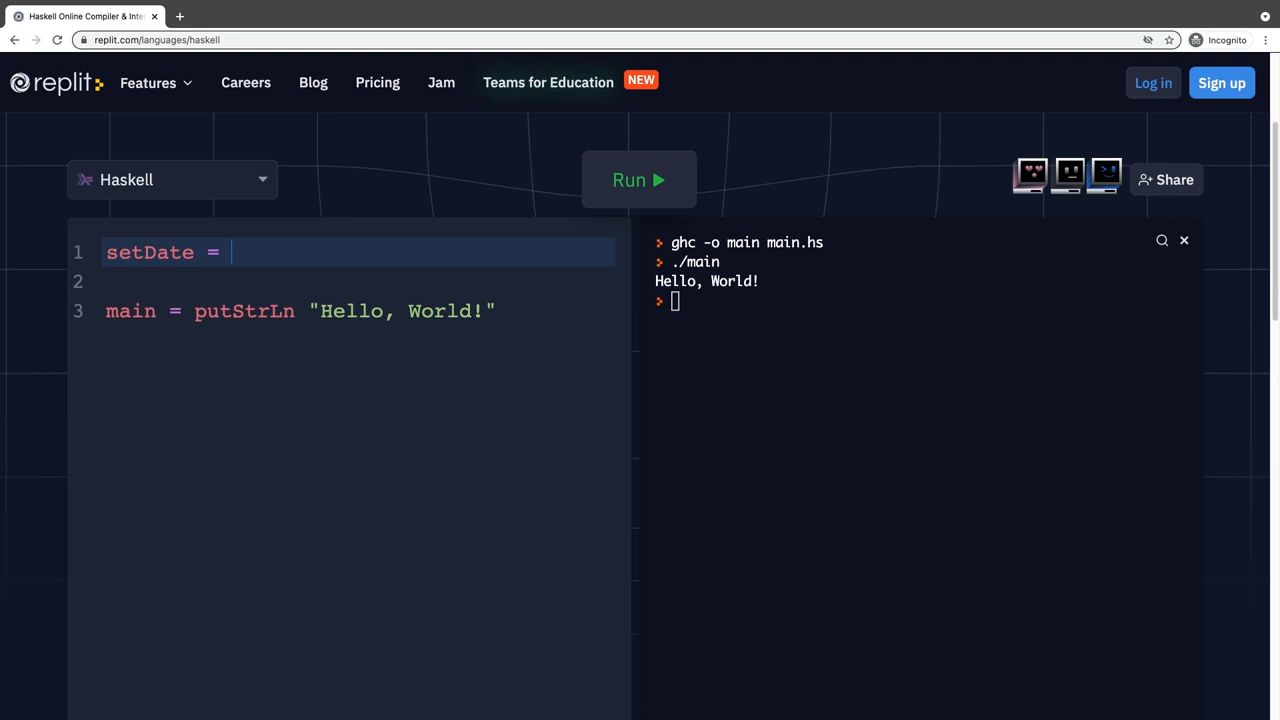 Haskell Online Compiler & Inte
replit.com/languages/haskell
Incognito
replit
Features
Careers
Blog
Pricing
Jam
Teams for Education
NEW
Log in
Sign up
Haskell
Run
Share
1 setDate =
2
3 main = putStrLn "Hello, World!"
ghc -o main main.hs
./main
Hello, World!